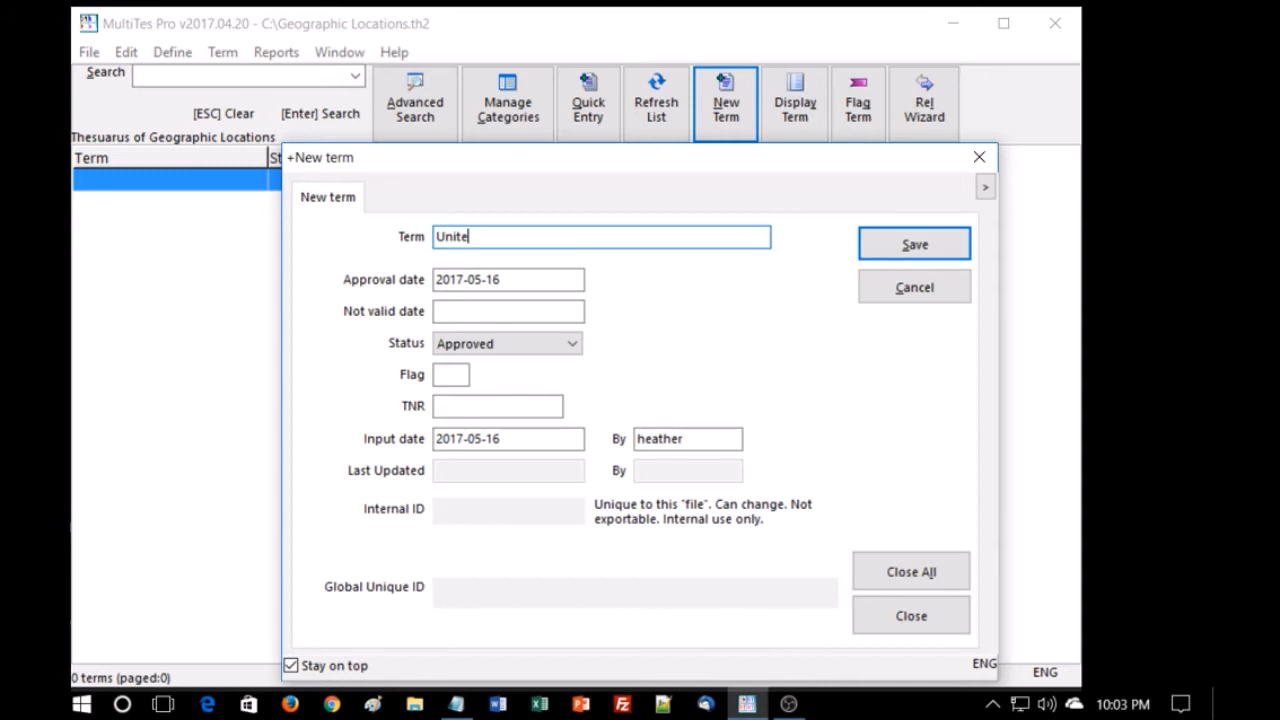 MultiTes Pro v2017.04.20 - C:\Geographic Locations.th2
File Edit Define Term Reports Window Help
Search
[ESC] Clear [Enter] Search
Advanced Search
Manage Categories
Quick Entry
Refresh List
New Term
Display Term
Flag Term
Rel Wizard
Thesuarus of Geographic Locations
Term St
+New term
New term
>
Term Unite
Save
Approval date 2017-05-16
Cancel
Not valid date
Status Approved
Flag
TNR
Input date 2017-05-16 By heather
Last Updated By
Internal ID
Unique to this "file". Can change. Not
exportable. Internal use only.
Global Unique ID
Close All
Close
Stay on top ENG
0 terms (paged:0) ENG
10:03 PM